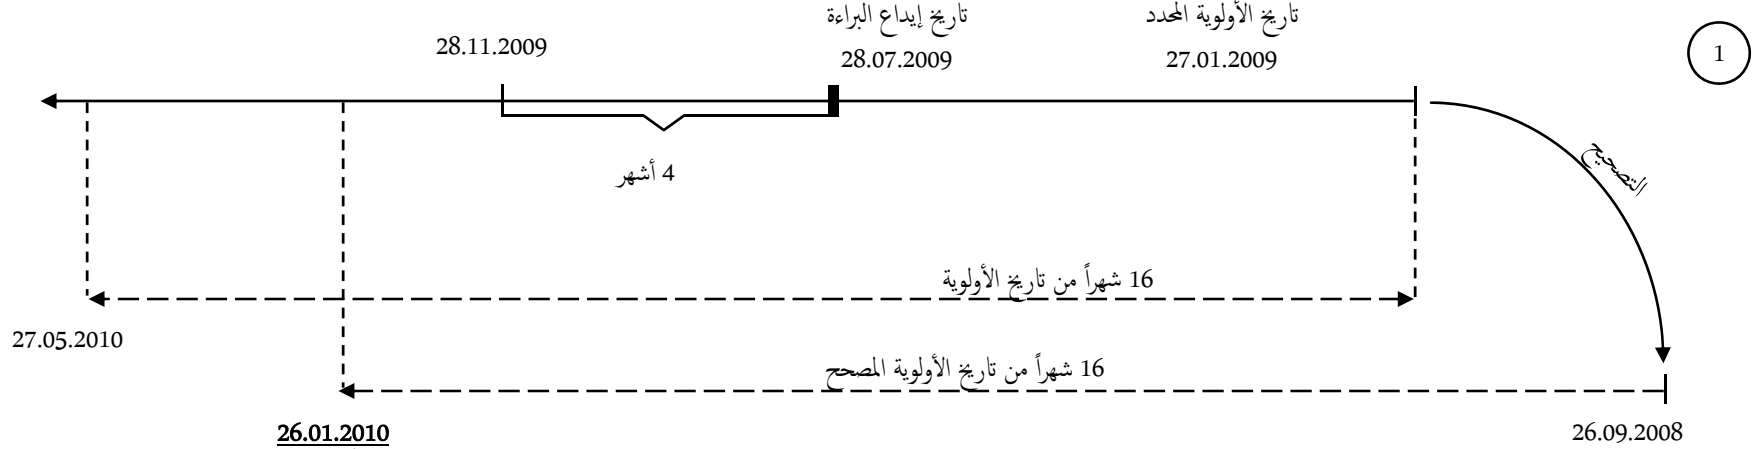 1
تاريخ الأولوية المحدد
27.01.2009
تاريخ إيداع البراءة
28.07.2009
28.11.2009
4 أشهر
التصحيح
16 شهراً من تاريخ الأولوية
27.05.2010
16 شهراً من تاريخ الأولوية المصحح
26.09.2008
26.01.2010